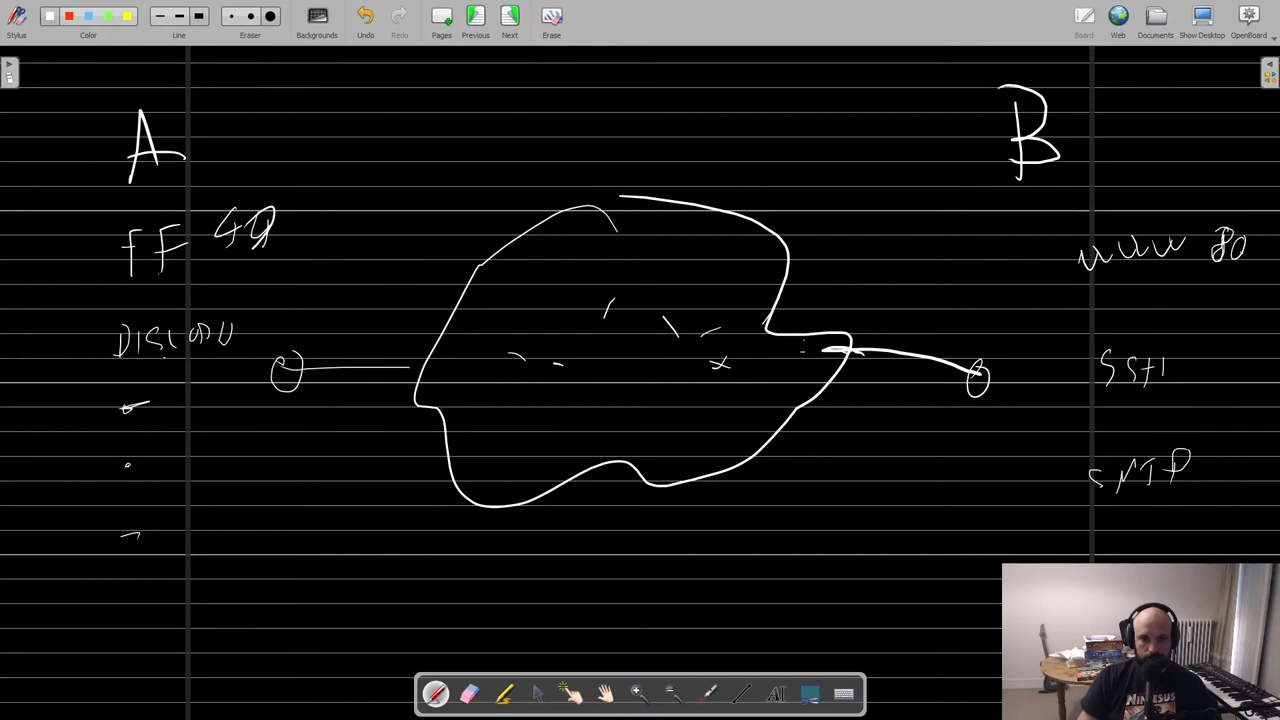 Stylus
Color
Line
Eraser
Backgrounds
Undo
Redo
Pages
Previous
Next
Erase
Board
Web
Documents
Show Desktop
OpenBoard
A
B
FF
www 80
DISCORD
SSH
SMTP